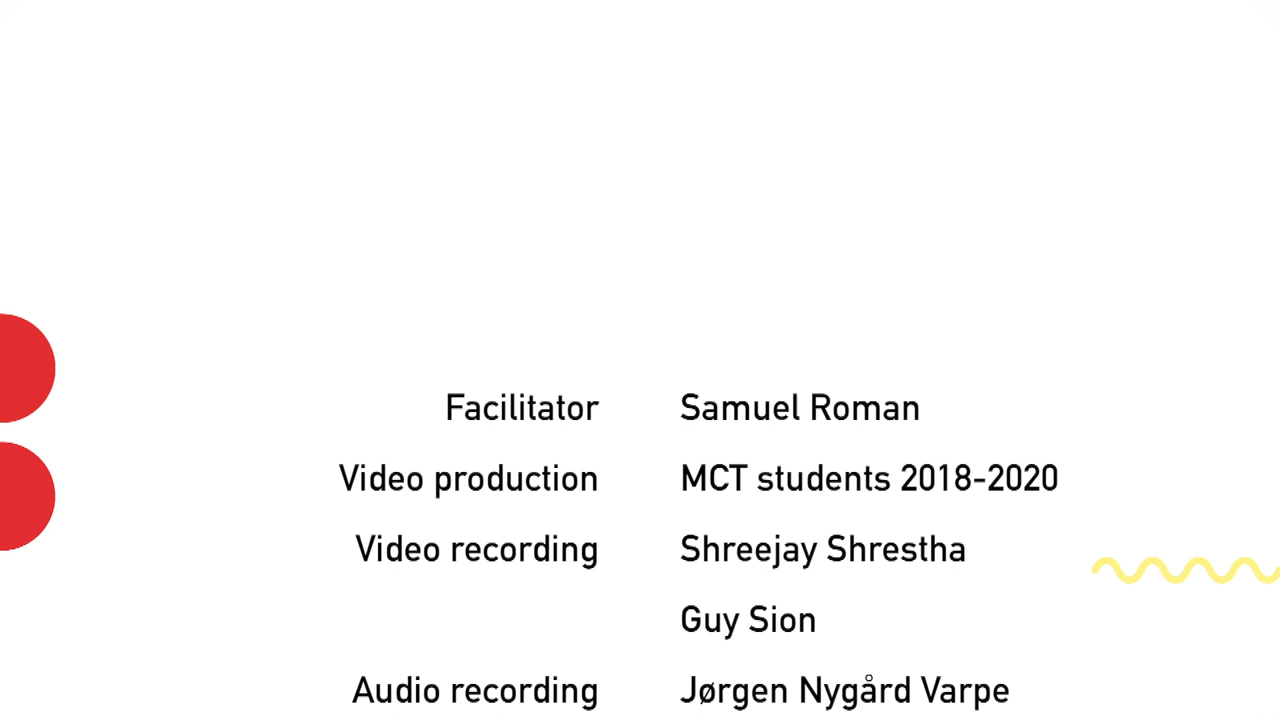 Facilitator Samuel Roman
Video production MCT students 2018-2020
Video recording Shreejay Shrestha
Guy Sion
Audio recording Jørgen Nygård Varpe